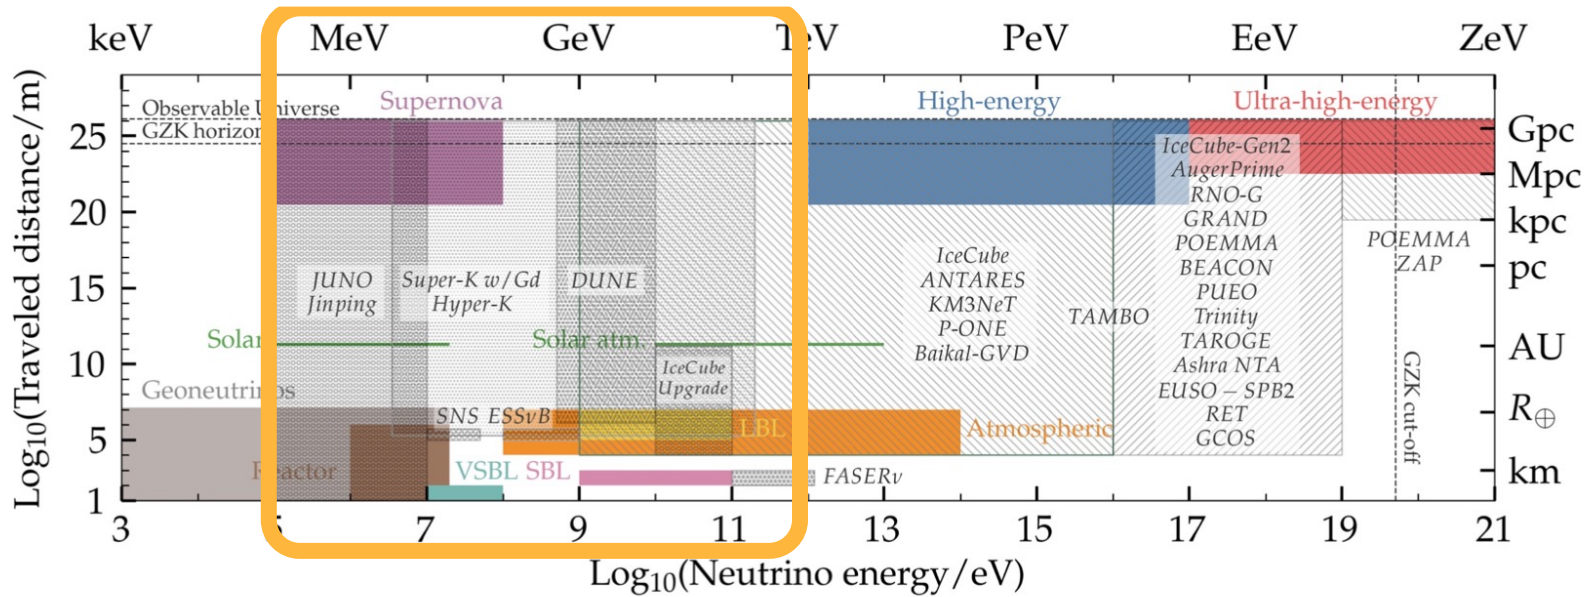 keV MeV GeV TeV PeV EeV ZeV
Log10(Traveled distance/m)
Observable Universe
GZK horizon
Supernova
High-energy
Ultra-high-energy
25
20
15
10
5
1
Gpc
Mpc
kpc
pc
AU
R⊕
km
JUNO
Jinping
Super-K w/Gd
Hyper-K
DUNE
IceCube
ANTARES
KM3NeT
P-ONE
Baikal-GVD
TAMBO
IceCube-Gen2
AugerPrime
RNO-G
GRAND
POEMMA
BEACON
PUEO
Trinity
TAROGE
Ashra NTA
EUSO – SPB2
RET
GCOS
POEMMA
ZAP
GZK cut-off
Solar
Solar atm.
IceCube
Upgrade
Geoneutrinos
SNS ESSνB
LBL
Atmospheric
Reactor
VSBL
SBL
FASERν
3 5 7 9 11 13 15 17 19 21
Log10(Neutrino energy/eV)